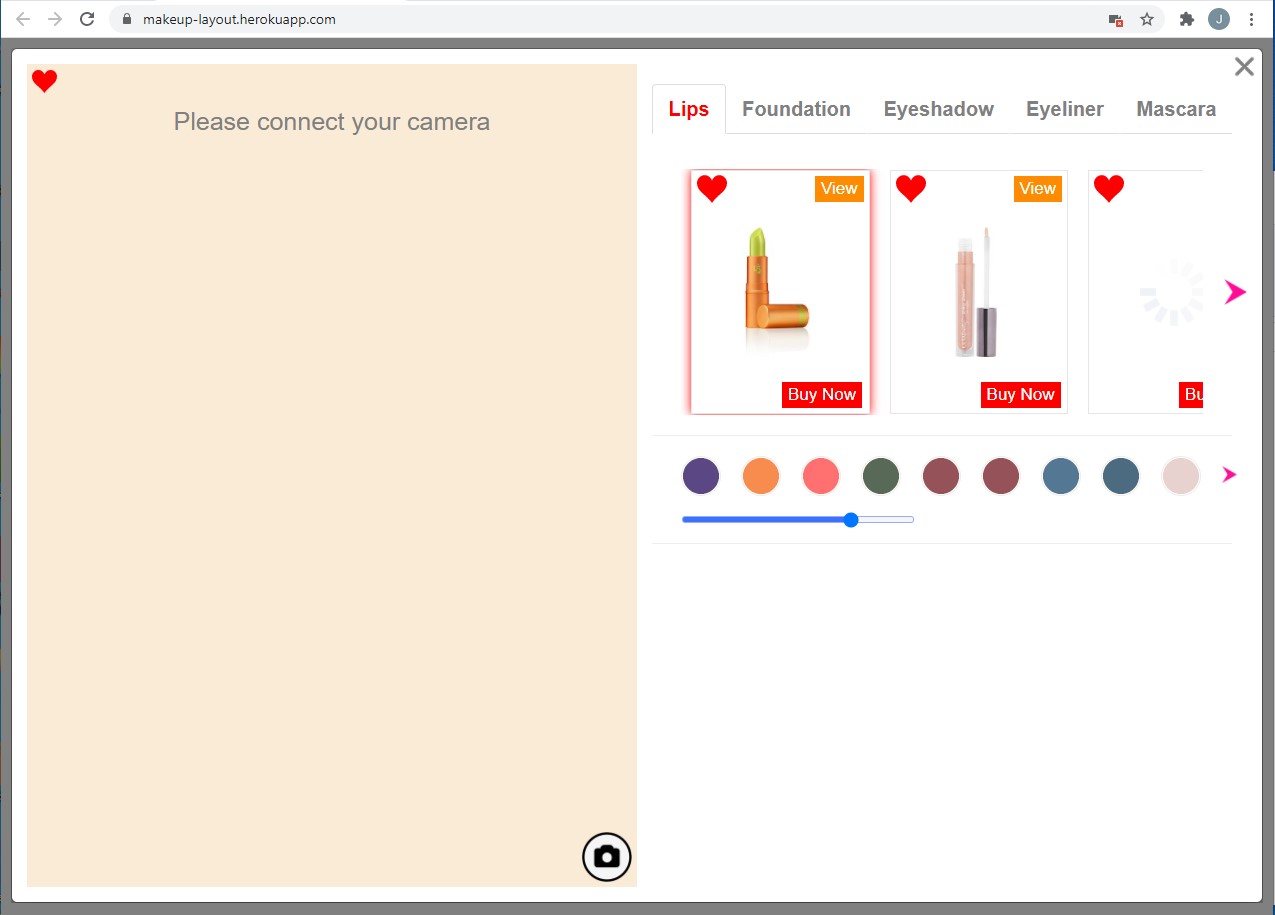 makeup-layout.herokuapp.com
J
Please connect your camera
Lips Foundation Eyeshadow Eyeliner Mascara
View View
Buy Now Buy Now Bu